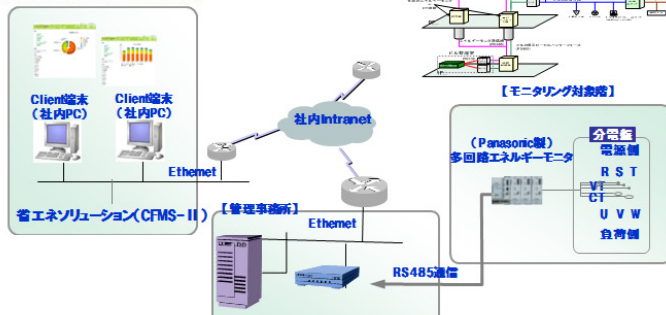 【モニタリング対象階】
Client端末
（社内PC）
Client端末
（社内PC）
社内Intranet
Ethernet
省エネソリューション（CFMS-Ⅱ）
【管理事務所】
Ethernet
RS485通信
（Panasonic製）
多回路エネルギーモニタ
分電盤
電源側
R S T
VT
CT
U V W
負荷側